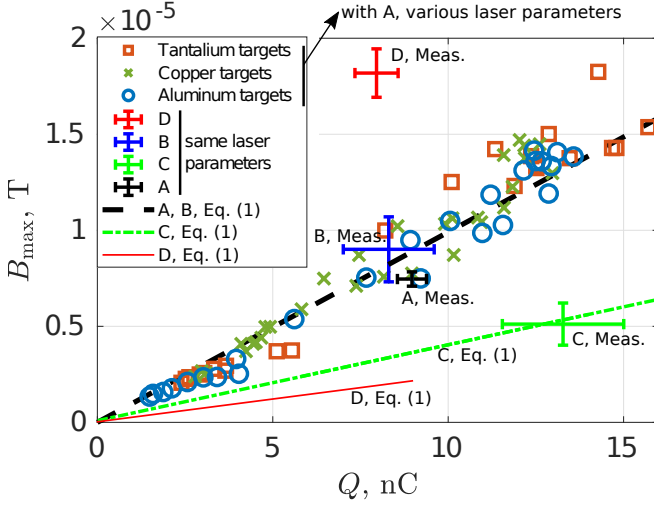 × 10⁻⁵
with A, various laser parameters
2
1.5
1
0.5
0
B_max, T
Tantalium targets
Copper targets
Aluminum targets
D
B
C
A
same laser
parameters
A, B, Eq. (1)
C, Eq. (1)
D, Eq. (1)
D, Meas.
B, Meas.
A, Meas.
C, Meas.
C, Eq. (1)
D, Eq. (1)
0 5 10 15
Q, nC